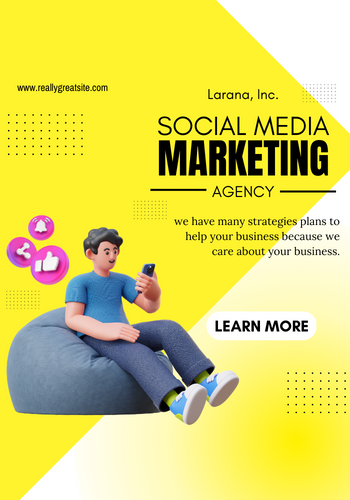 www.reallygreatsite.com
Larana, Inc.
SOCIAL MEDIA
MARKETING
AGENCY
we have many strategies plans to
help your business because we
care about your business.
LEARN MORE